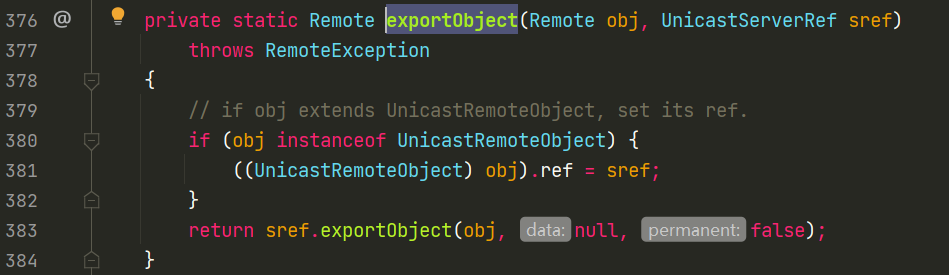 376 @ private static Remote exportObject(Remote obj, UnicastServerRef sref)
377 throws RemoteException
378 {
379 // if obj extends UnicastRemoteObject, set its ref.
380 if (obj instanceof UnicastRemoteObject) {
381 ((UnicastRemoteObject) obj).ref = sref;
382 }
383 return sref.exportObject(obj, data: null, permanent: false);
384 }